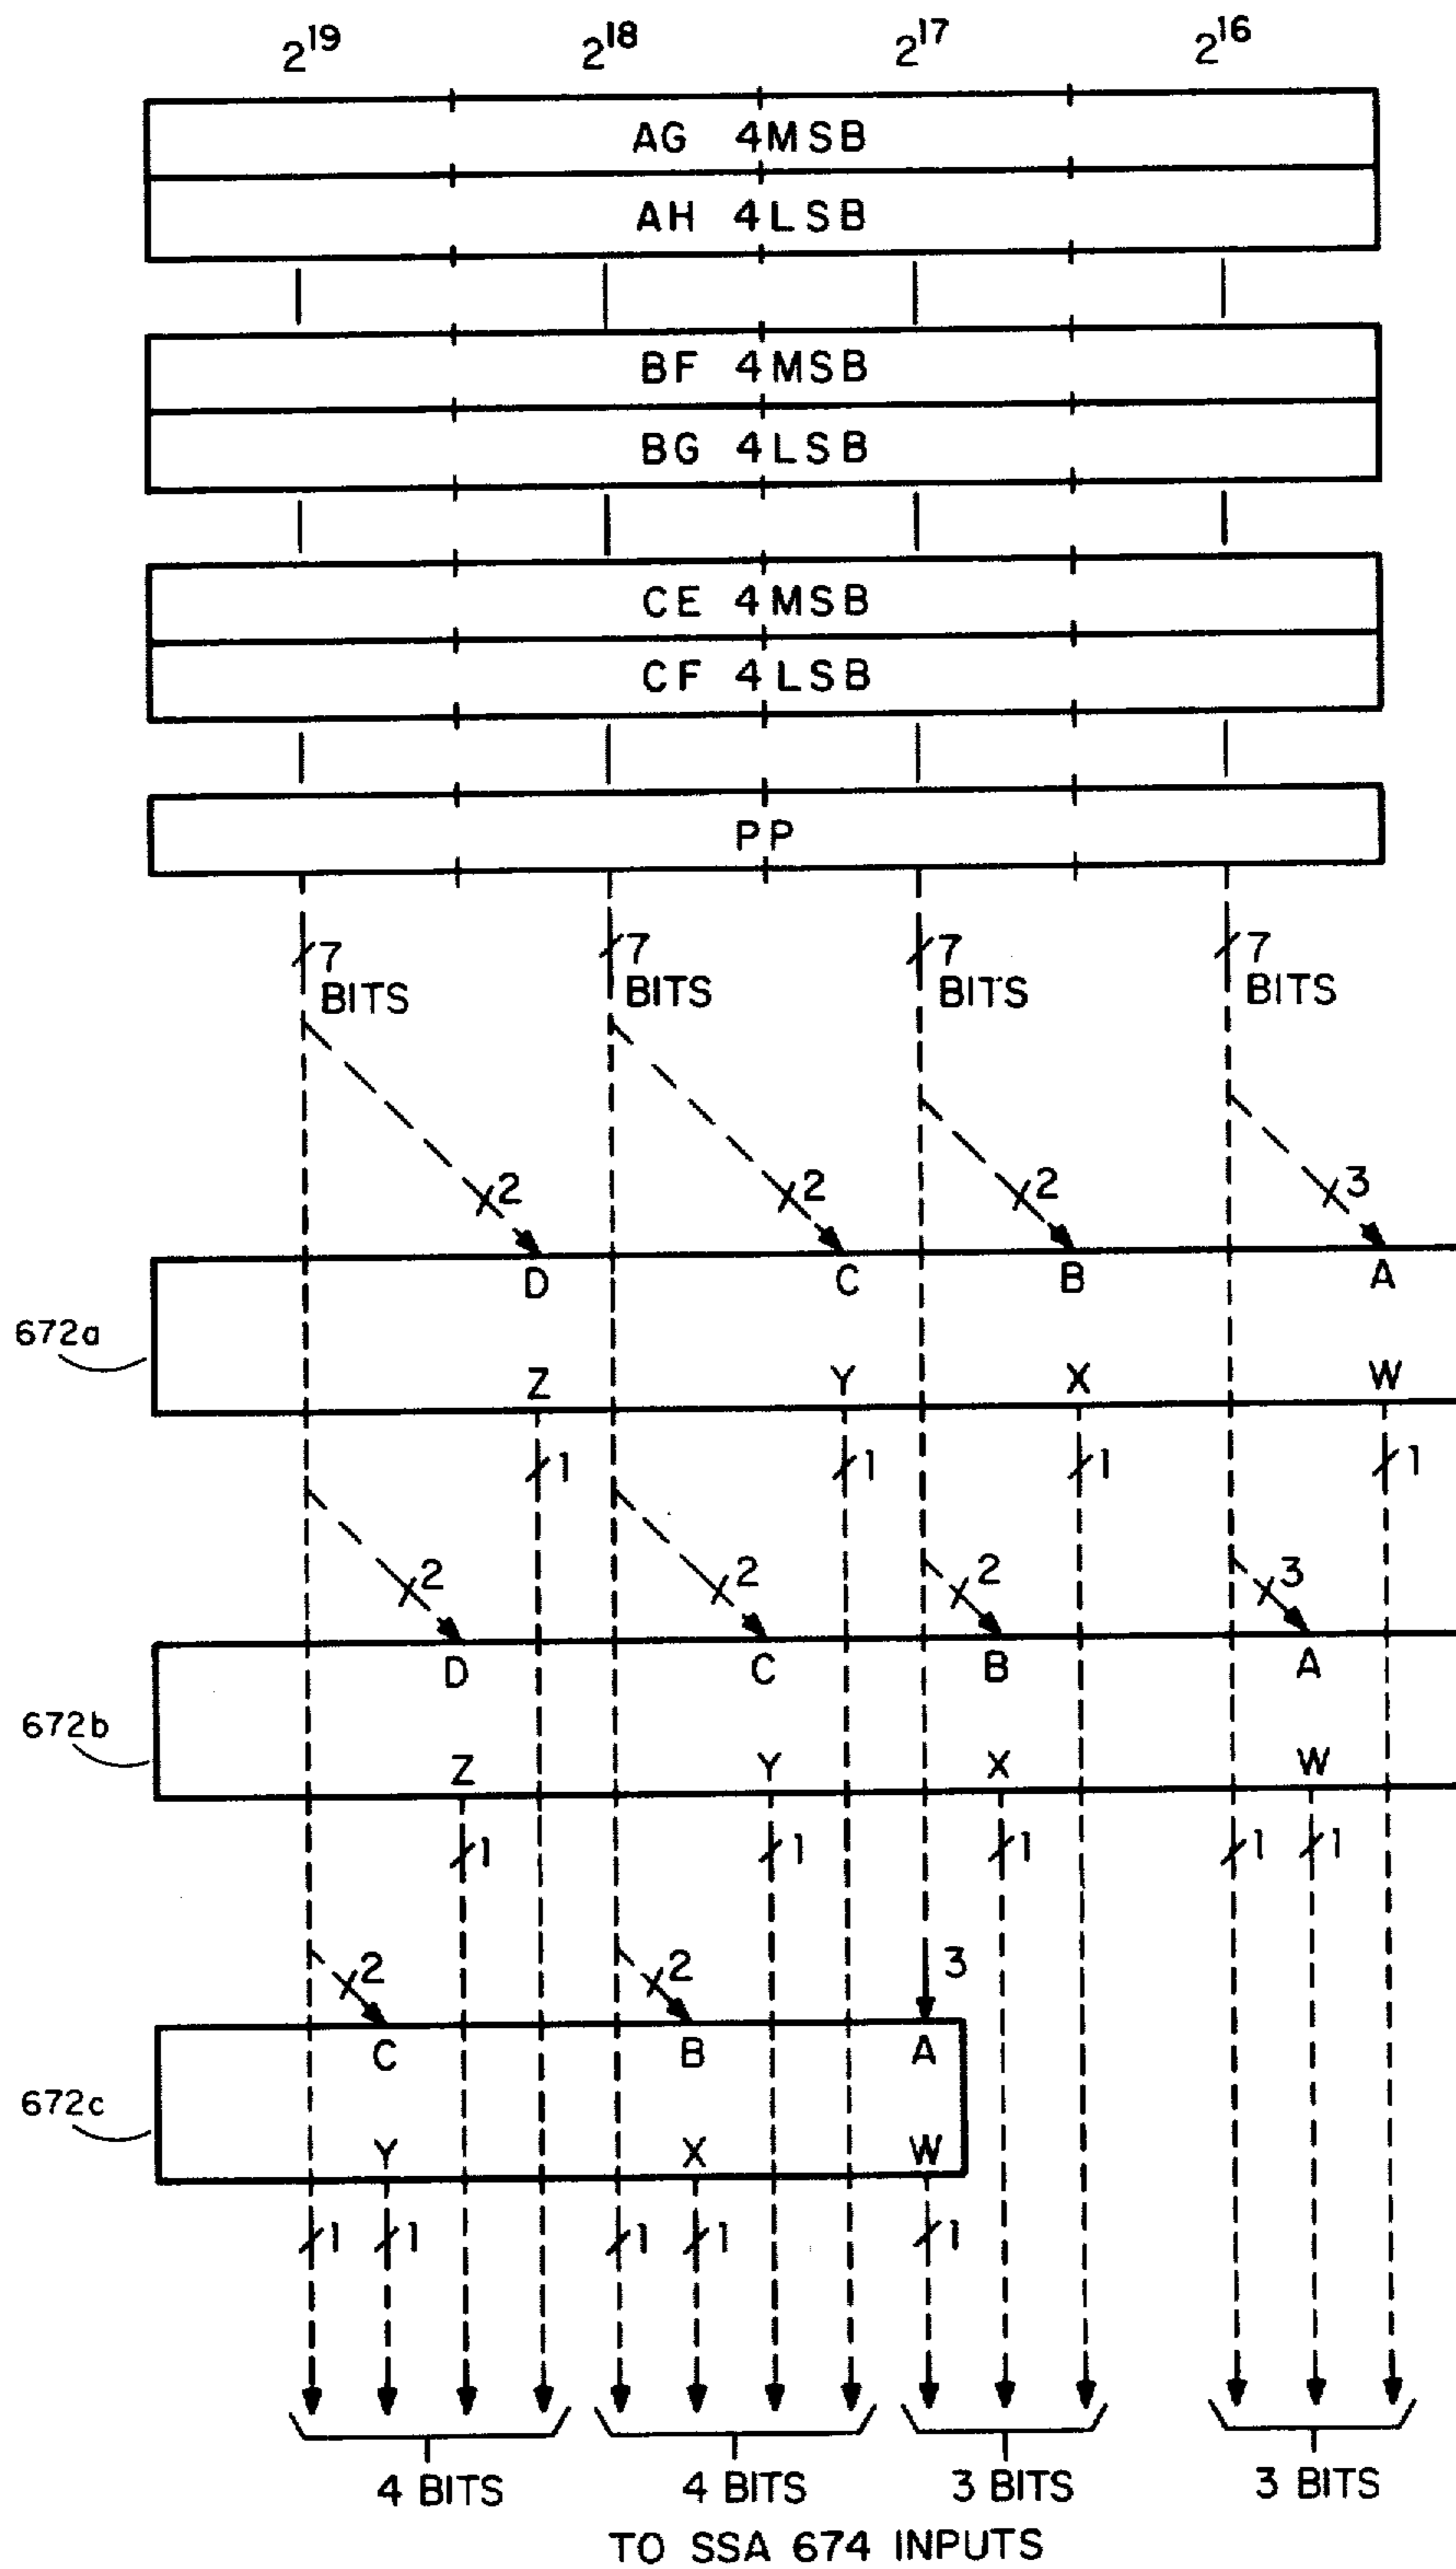 2^19 2^18 2^17 2^16
AG 4MSB
AH 4LSB
BF 4MSB
BG 4LSB
CE 4MSB
CF 4LSB
PP
7 7 7 7
BITS BITS BITS BITS
2 2 2 3
D C B A
672a
Z Y X W
1 1 1 1
2 2 2 3
D C B A
672b
Z Y X W
1 1 1 1 1
2 2 3
C B A
672c
Y X W
1 1 1 1 1
4 BITS 4 BITS 3 BITS 3 BITS
TO SSA 674 INPUTS